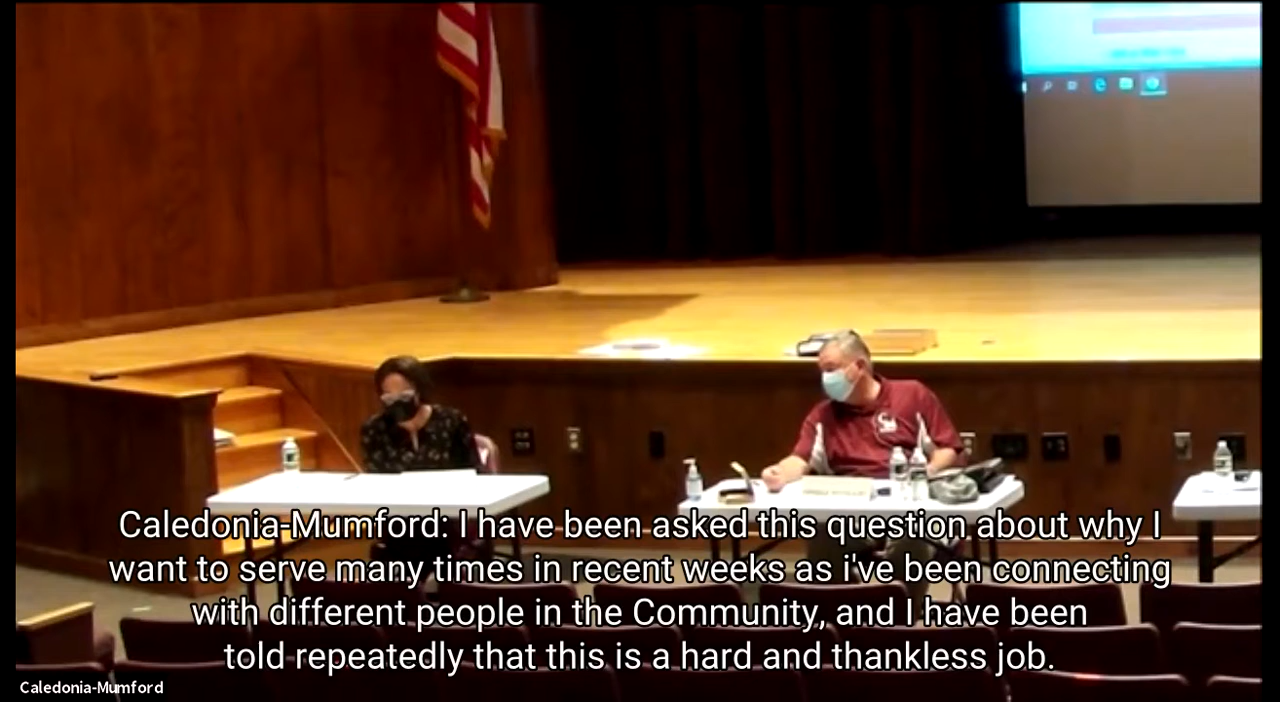 Caledonia-Mumford: I have been asked this question about why I
want to serve many times in recent weeks as i've been connecting
with different people in the Community, and I have been
told repeatedly that this is a hard and thankless job.
Caledonia-Mumford